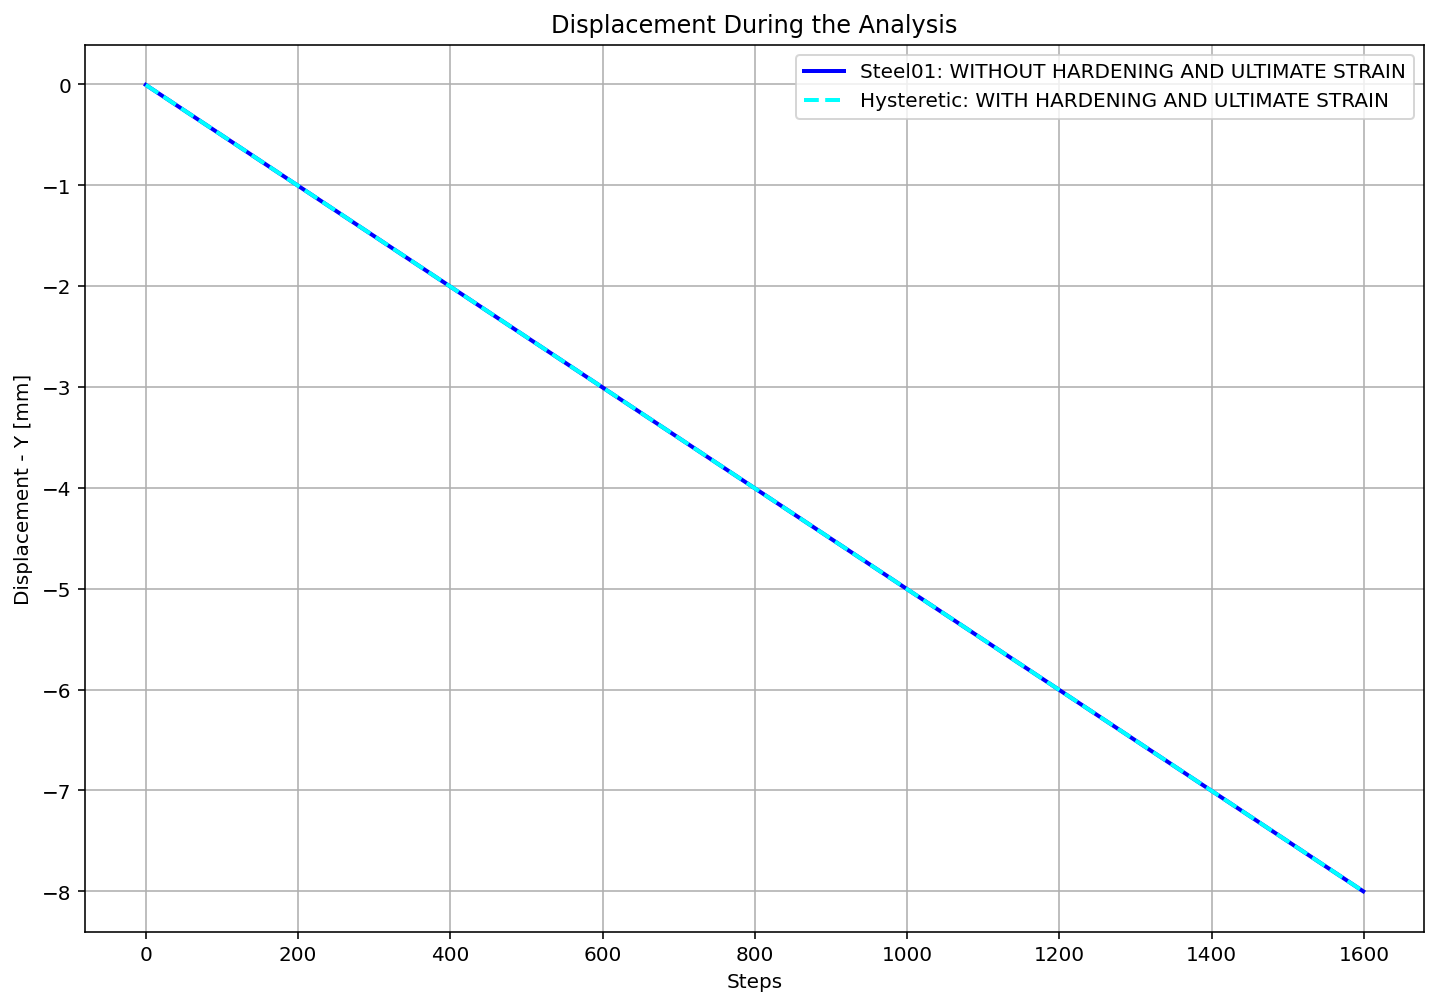 Displacement During the Analysis
Steel01: WITHOUT HARDENING AND ULTIMATE STRAIN
Hysteretic: WITH HARDENING AND ULTIMATE STRAIN
Displacement - Y [mm]
0
−1
−2
−3
−4
−5
−6
−7
−8
0 200 400 600 800 1000 1200 1400 1600
Steps